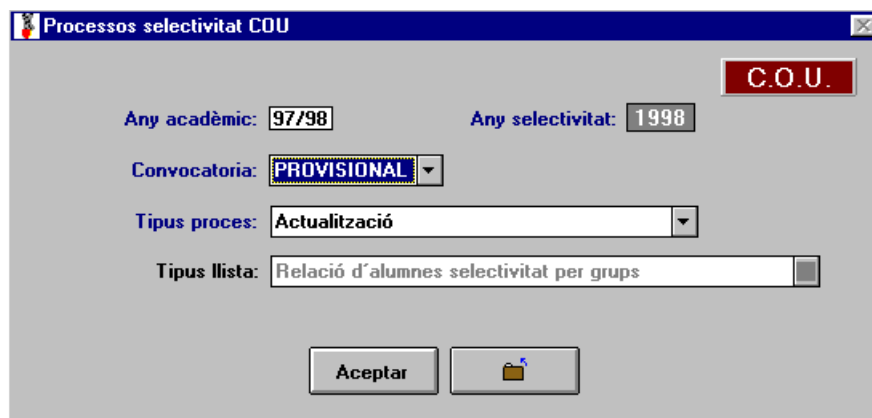 Processos selectivitat COU
C.O.U.
Any acadèmic: 97/98 Any selectivitat: 1998
Convocatoria: PROVISIONAL
Tipus proces: Actualització
Tipus llista: Relació d´alumnes selectivitat per grups
Aceptar